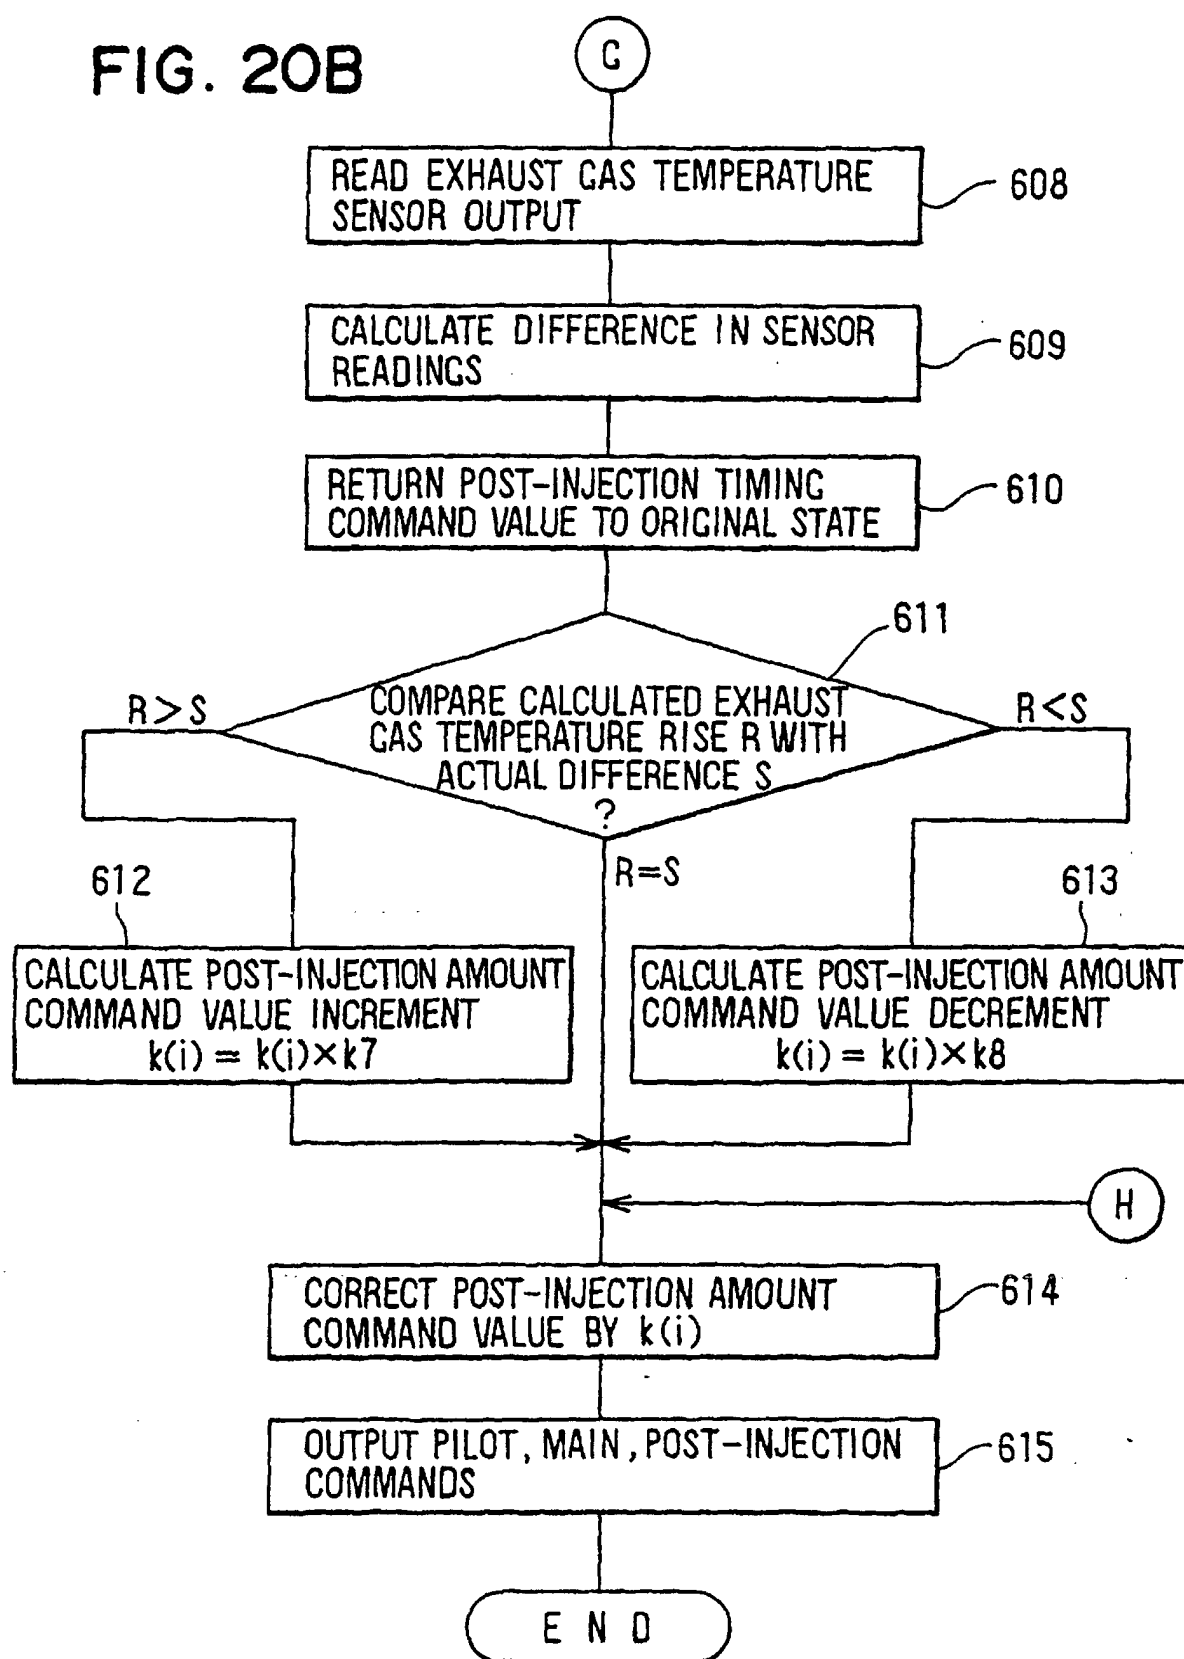 FIG. 20B
G
READ EXHAUST GAS TEMPERATURE
SENSOR OUTPUT
608
CALCULATE DIFFERENCE IN SENSOR
READINGS
609
RETURN POST-INJECTION TIMING
COMMAND VALUE TO ORIGINAL STATE
610
611
R>S
COMPARE CALCULATED EXHAUST
GAS TEMPERATURE RISE R WITH
ACTUAL DIFFERENCE S
?
R<S
R=S
612
CALCULATE POST-INJECTION AMOUNT
COMMAND VALUE INCREMENT
k(i) = k(i)×k7
613
CALCULATE POST-INJECTION AMOUNT
COMMAND VALUE DECREMENT
k(i) = k(i)×k8
H
CORRECT POST-INJECTION AMOUNT
COMMAND VALUE BY k(i)
614
OUTPUT PILOT, MAIN, POST-INJECTION
COMMANDS
615
END